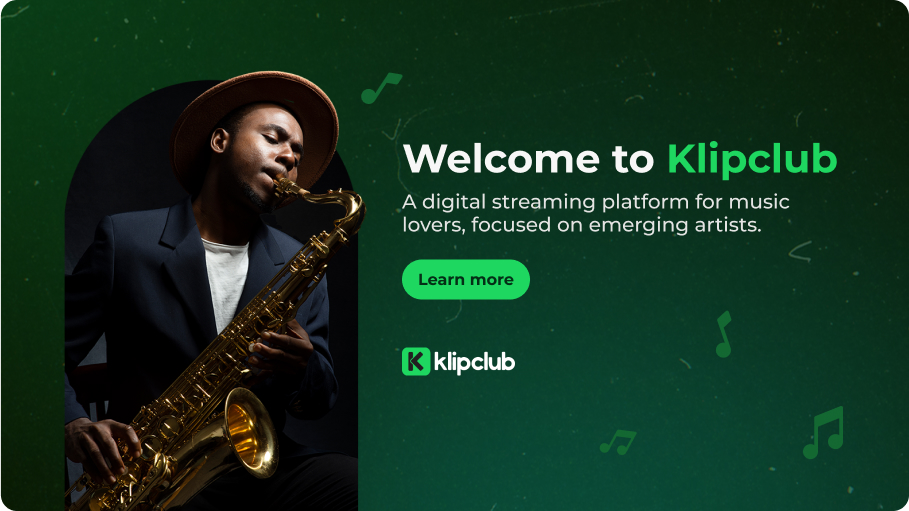 Welcome to Klipclub
A digital streaming platform for music
lovers, focused on emerging artists.
Learn more
K klipclub